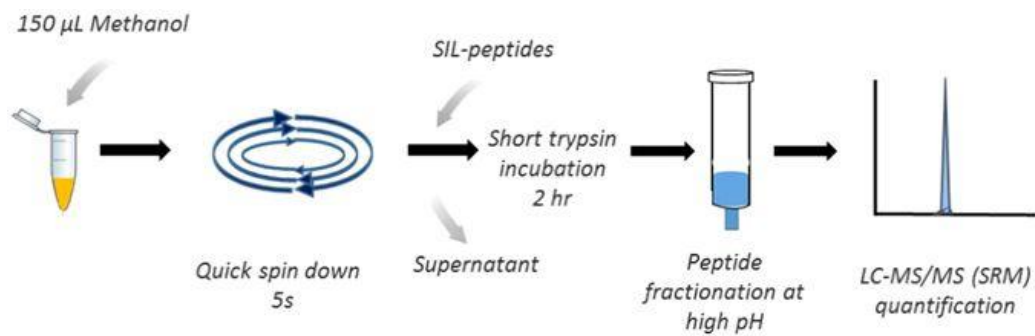 150 µL Methanol
SIL-peptides
Short trypsin
incubation
2 hr
Quick spin down
5s
Supernatant
Peptide
fractionation at
high pH
LC-MS/MS (SRM)
quantification